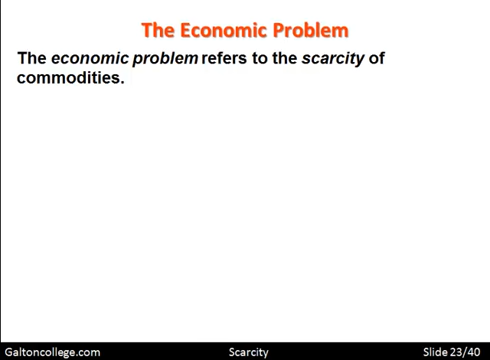 The Economic Problem
The economic problem refers to the scarcity of
commodities.
Galtoncollege.com
Scarcity
Slide 23/40